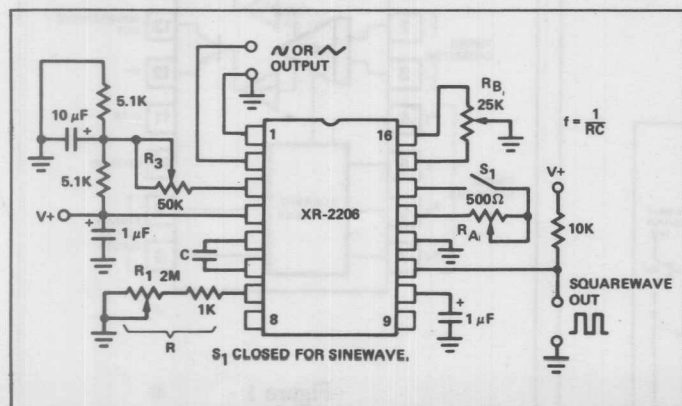 ∿ OR
OUTPUT
5.1K
10 µF
+
5.1K
R3
50K
V+
+
1 µF
C
R1 2M
1K
R
1
8
XR-2206
16
9
RB
25K
f = 1/RC
S1
500Ω
RA
V+
10K
+
1 µF
SQUAREWAVE
OUT
S1 CLOSED FOR SINEWAVE.